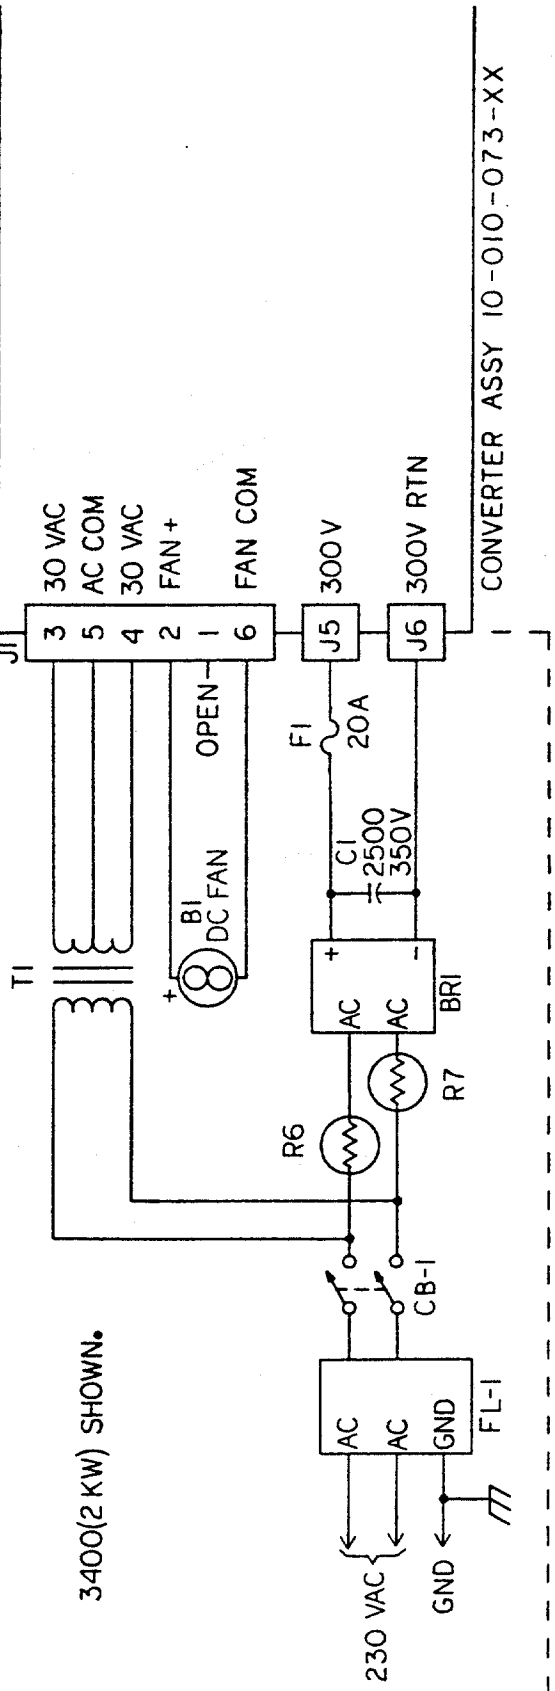 3400(2 KW) SHOWN.
T1
J1
3 30 VAC
5 AC COM
4 30 VAC
2 FAN+
1
6 FAN COM
OPEN
+ B1
DC FAN
J5 300V
J6 300V RTN
F1
20A
C1
2500
350V
+
-
AC
AC
BR1
R6
R7
CB-1
AC
AC
GND
FL-1
230 VAC
GND
CONVERTER ASSY 10-010-073-XX